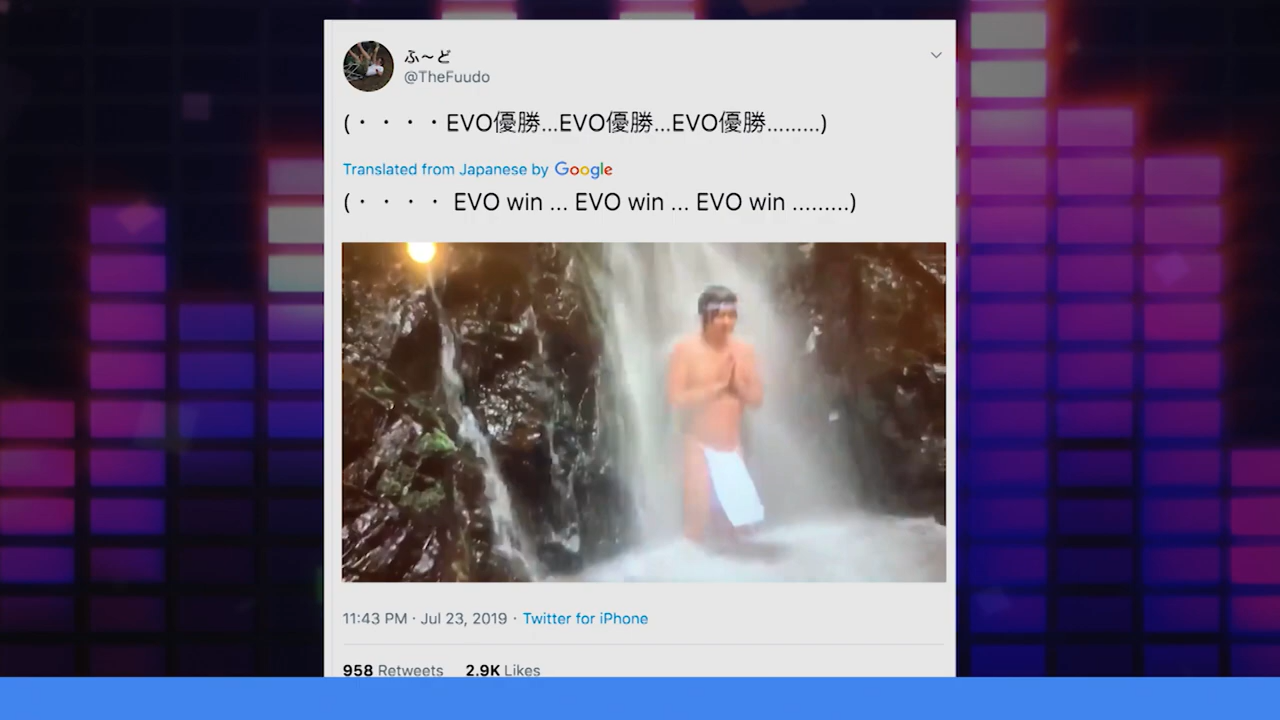 ふ〜ど
@TheFuudo
(・・・・EVO優勝...EVO優勝...EVO優勝.........)
Translated from Japanese by Google
(・・・・ EVO win ... EVO win ... EVO win .........)
11:43 PM · Jul 23, 2019 · Twitter for iPhone
958 Retweets 2.9K Likes